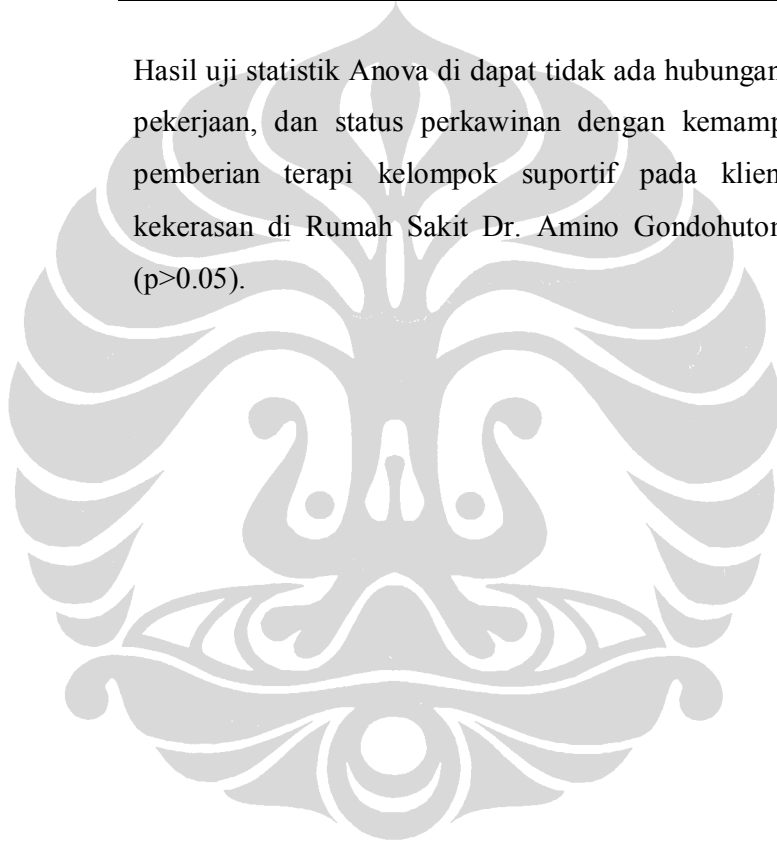 Hasil uji statistik Anova di dapat tidak ada hubungan
pekerjaan, dan status perkawinan dengan kemamp
pemberian terapi kelompok suportif pada klien
kekerasan di Rumah Sakit Dr. Amino Gondohutor
(p>0.05).